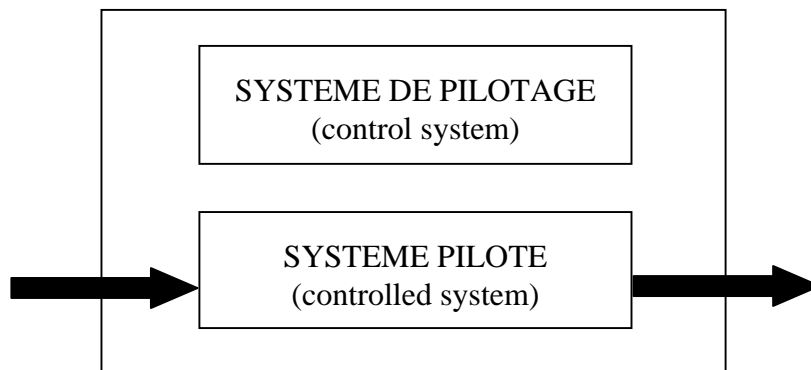 SYSTEME DE PILOTAGE
(control system)
SYSTEME PILOTE
(controlled system)